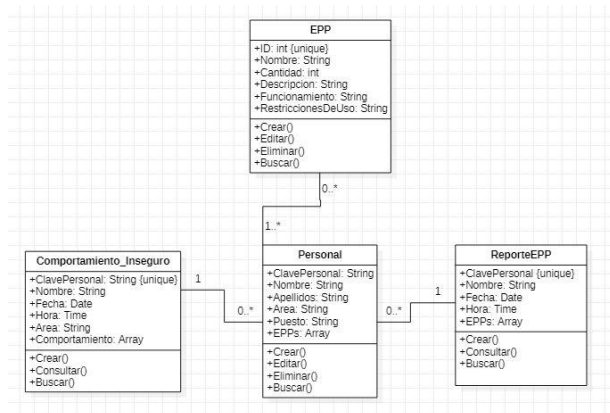 EPP
+ID: int {unique}
+Nombre: String
+Cantidad: int
+Descripcion: String
+Funcionamiento: String
+RestriccionesDeUso: String
+Crear()
+Editar()
+Eliminar()
+Buscar()
0..*
1..*
Comportamiento_Inseguro
+ClavePersonal: String {unique}
+Nombre: String
+Fecha: Date
+Hora: Time
+Area: String
+Comportamiento: Array
+Crear()
+Consultar()
+Buscar()
1
0..*
Personal
+ClavePersonal: String
+Nombre: String
+Apellidos: String
+Area: String
+Puesto: String
+EPPs: Array
+Crear()
+Editar()
+Eliminar()
+Buscar()
0..*
1
ReporteEPP
+ClavePersonal {unique}
+Nombre: String
+Fecha: Date
+Hora: Time
+EPPs: Array
+Crear()
+Consultar()
+Buscar()